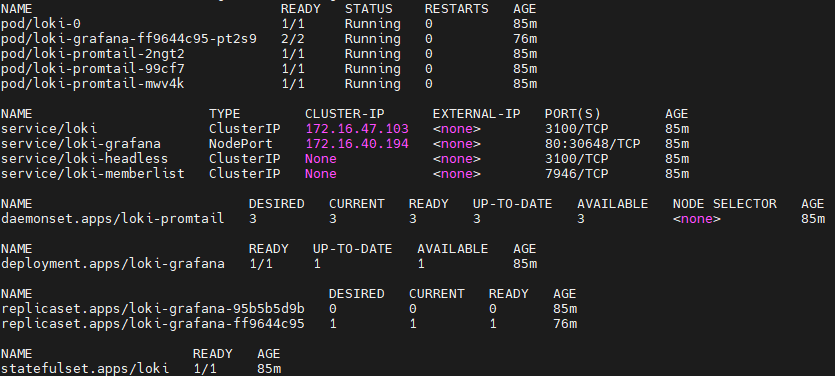 NAME READY STATUS RESTARTS AGE
pod/loki-0 1/1 Running 0 85m
pod/loki-grafana-ff9644c95-pt2s9 2/2 Running 0 76m
pod/loki-promtail-2ngt2 1/1 Running 0 85m
pod/loki-promtail-99cf7 1/1 Running 0 85m
pod/loki-promtail-mwv4k 1/1 Running 0 85m
NAME TYPE CLUSTER-IP EXTERNAL-IP PORT(S) AGE
service/loki ClusterIP 172.16.47.103 <none> 3100/TCP 85m
service/loki-grafana NodePort 172.16.40.194 <none> 80:30648/TCP 85m
service/loki-headless ClusterIP None <none> 3100/TCP 85m
service/loki-memberlist ClusterIP None <none> 7946/TCP 85m
NAME DESIRED CURRENT READY UP-TO-DATE AVAILABLE NODE SELECTOR AGE
daemonset.apps/loki-promtail 3 3 3 3 3 <none> 85m
NAME READY UP-TO-DATE AVAILABLE AGE
deployment.apps/loki-grafana 1/1 1 1 85m
NAME DESIRED CURRENT READY AGE
replicaset.apps/loki-grafana-95b5b5d9b 0 0 0 85m
replicaset.apps/loki-grafana-ff9644c95 1 1 1 76m
NAME READY AGE
statefulset.apps/loki 1/1 85m